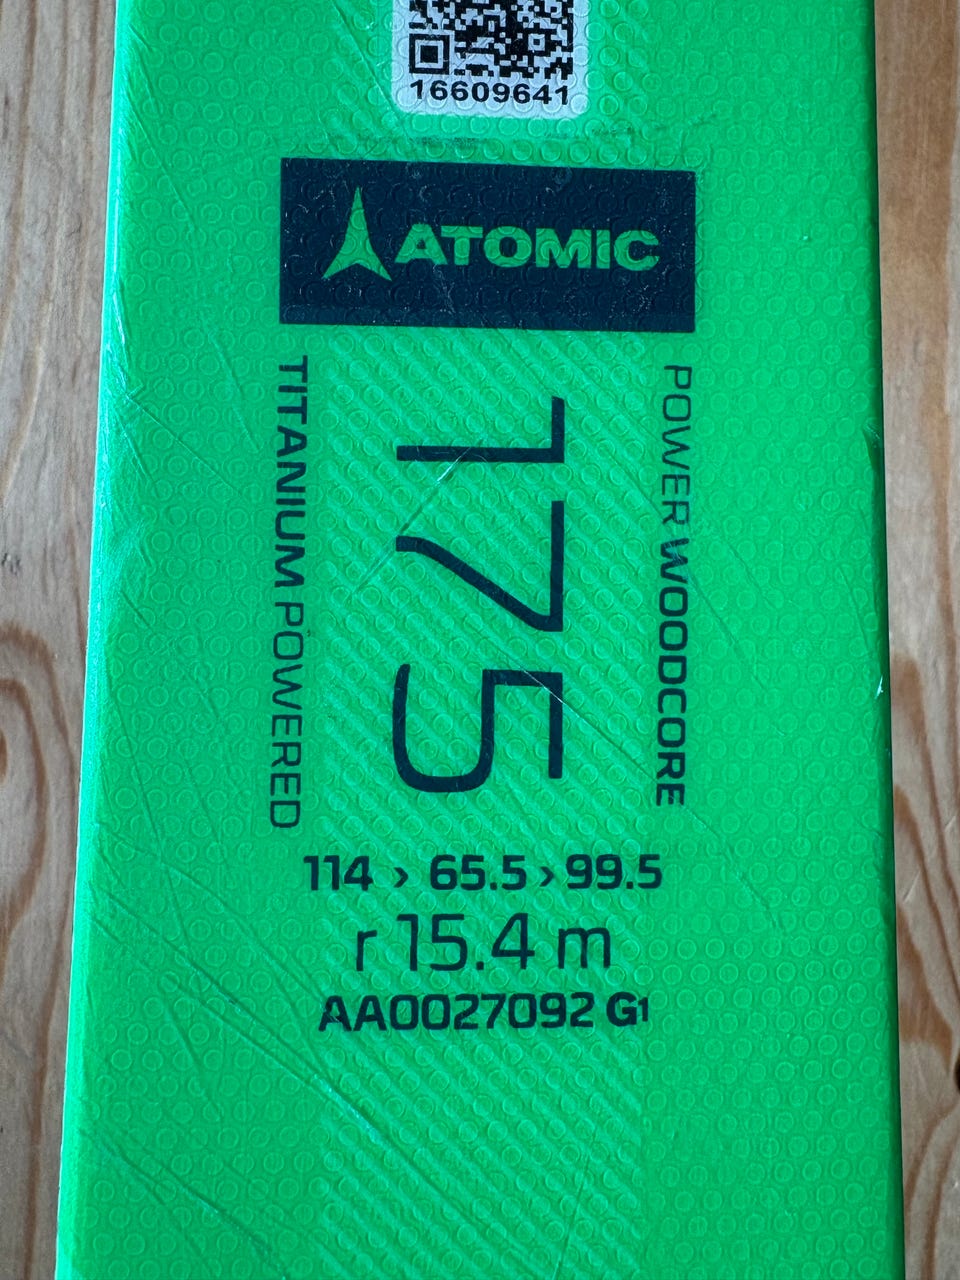 16609641
ATOMIC
TITANIUM POWERED
175
POWER WOODCORE
114 › 65.5 › 99.5
r 15.4 m
AA0027092 G1